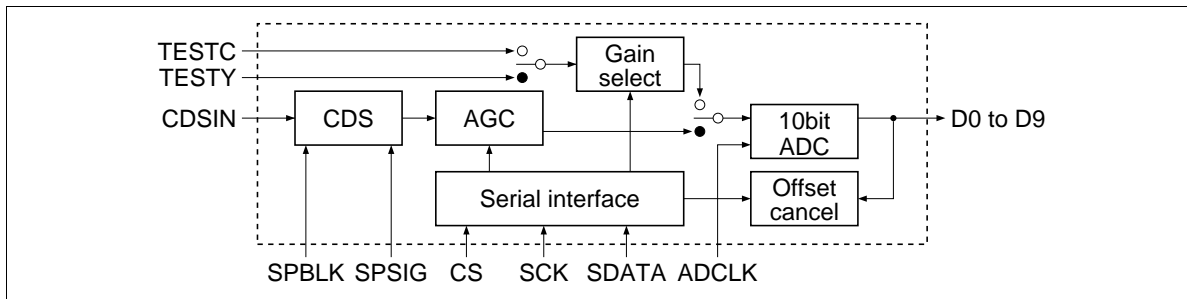 TESTC
TESTY
CDSIN
Gain
select
CDS
AGC
10bit
ADC
D0 to D9
Serial interface
Offset
cancel
SPBLK
SPSIG
CS
SCK
SDATA
ADCLK